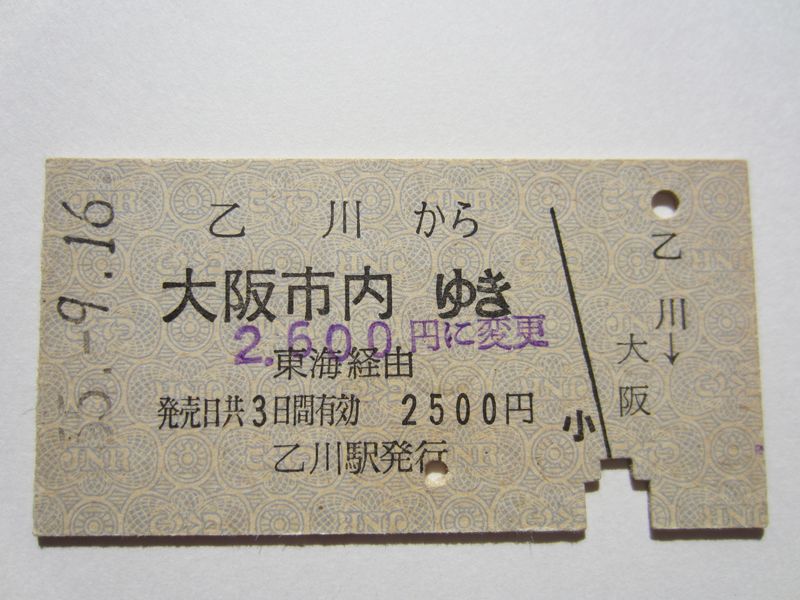 乙川から
大阪市内 ゆき
2.600円に変更
東海経由
発売日共3日間有効 2500円
乙川駅発行
小
乙川→
大阪
55.-9.16